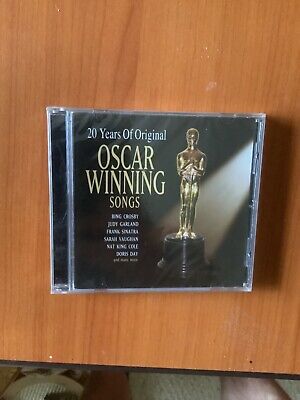 20 Years Of Original
OSCAR
WINNING
SONGS
BING CROSBY
JUDY GARLAND
FRANK SINATRA
SARAH VAUGHAN
NAT KING COLE
DORIS DAY
and many more